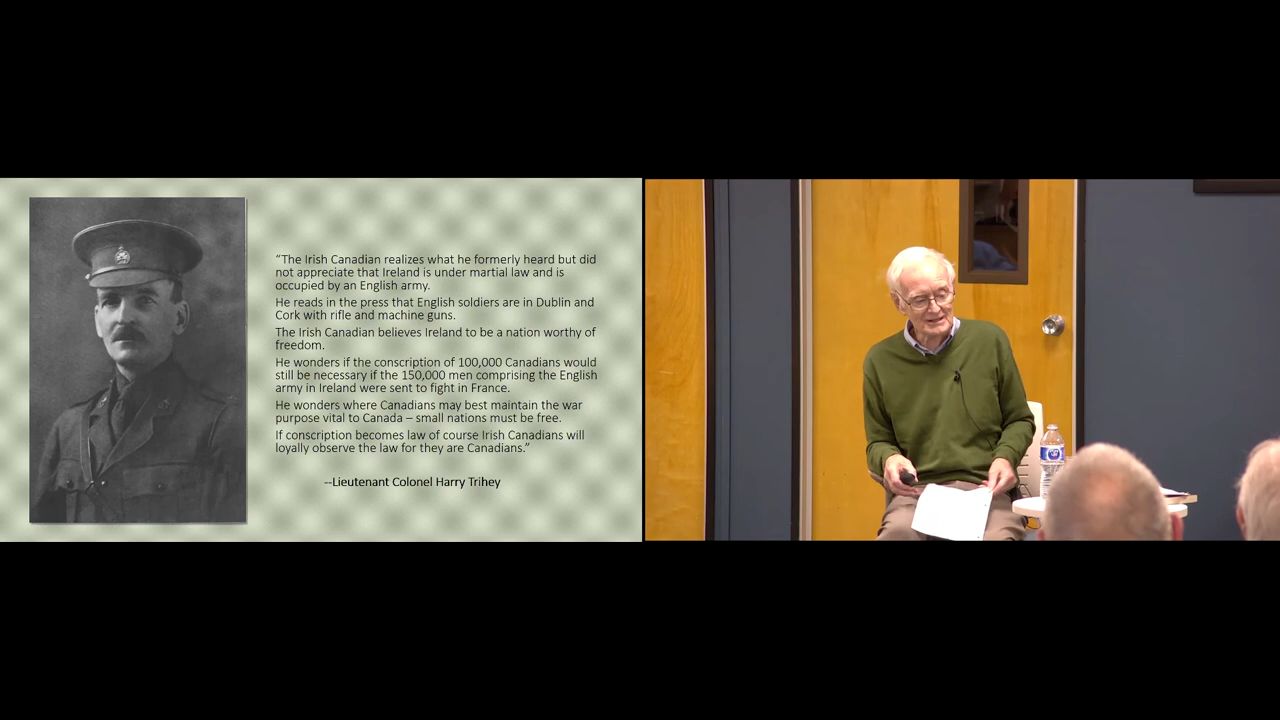 “The Irish Canadian realizes what he formerly heard but did
not appreciate that Ireland is under martial law and is
occupied by an English army.
He reads in the press that English soldiers are in Dublin and
Cork with rifle and machine guns.
The Irish Canadian believes Ireland to be a nation worthy of
freedom.
He wonders if the conscription of 100,000 Canadians would
still be necessary if the 150,000 men comprising the English
army in Ireland were sent to fight in France.
He wonders where Canadians may best maintain the war
purpose vital to Canada – small nations must be free.
If conscription becomes law of course Irish Canadians will
loyally observe the law for they are Canadians.”
--Lieutenant Colonel Harry Trihey